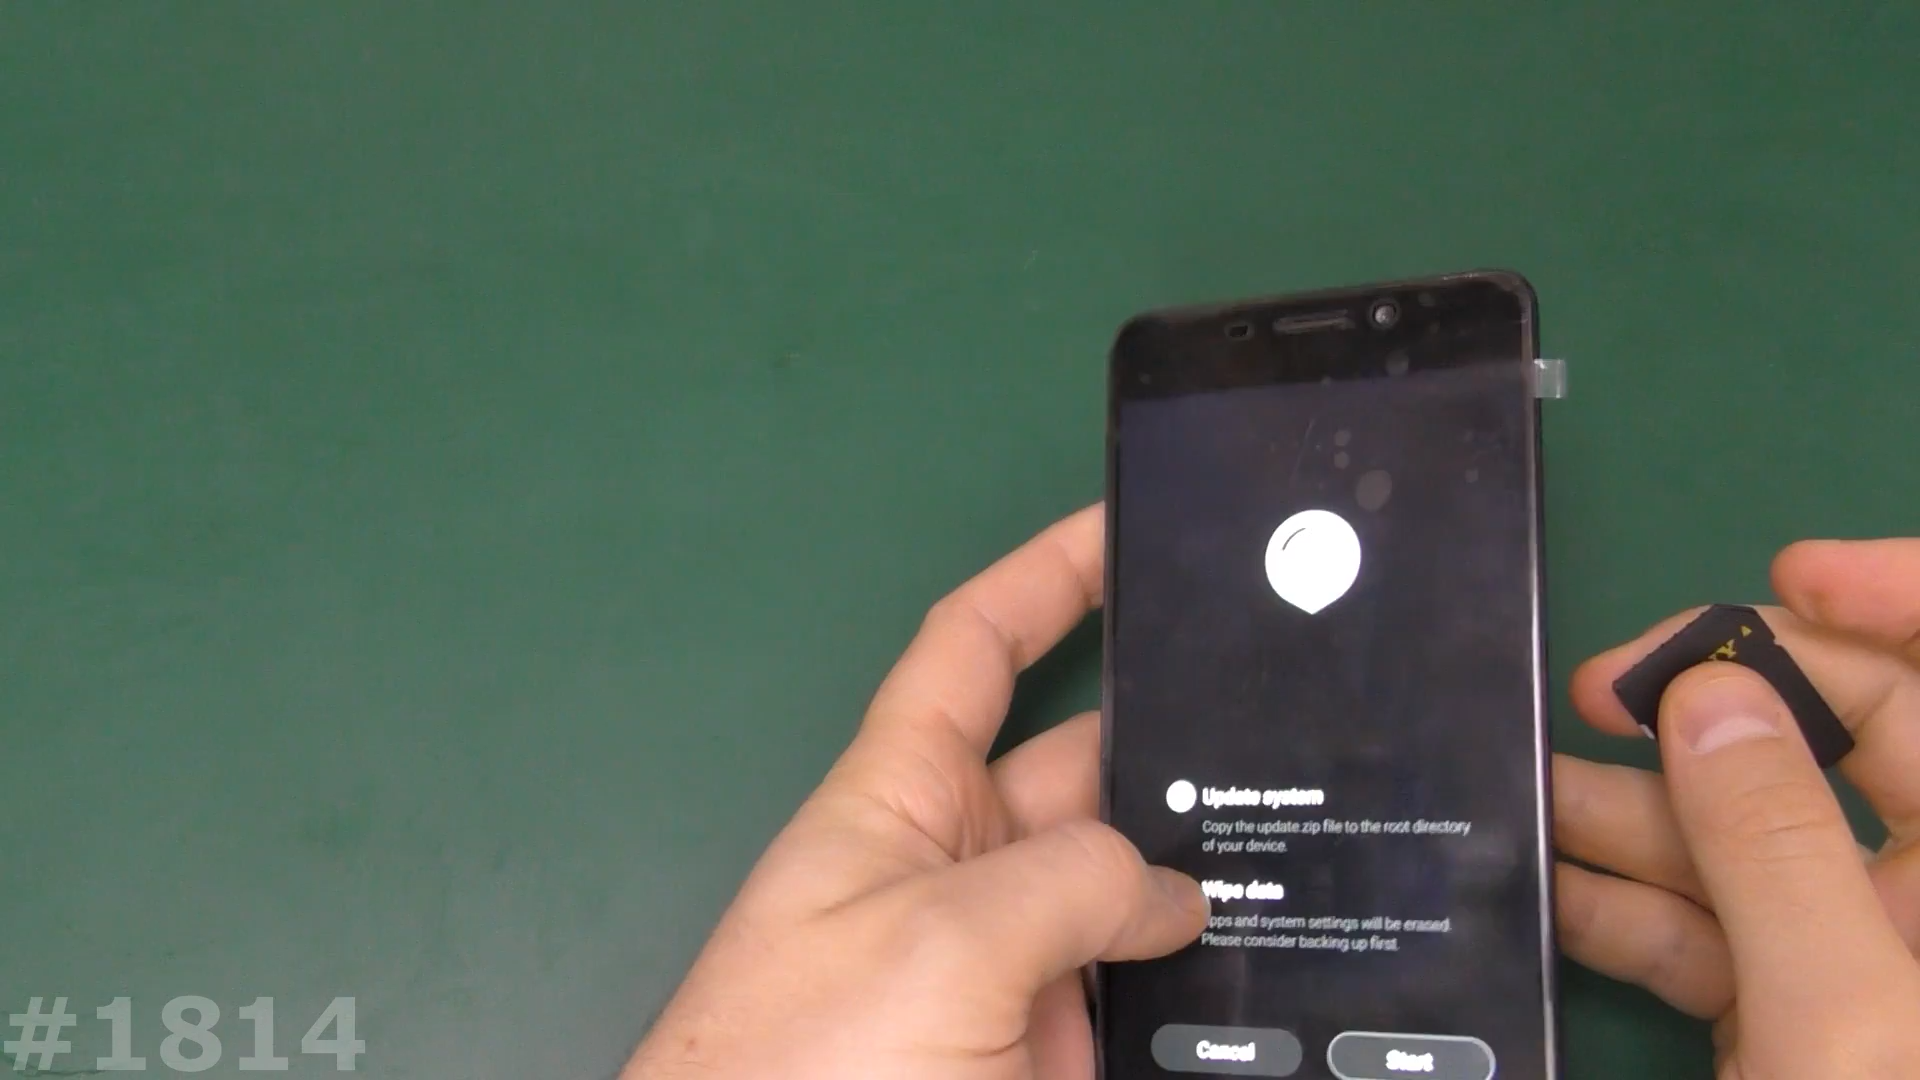 Update system
Copy the update.zip file to the root directory
of your device.
Wipe data
Apps and system settings will be erased.
Please consider backing up first.
Cancel
Start
#1814